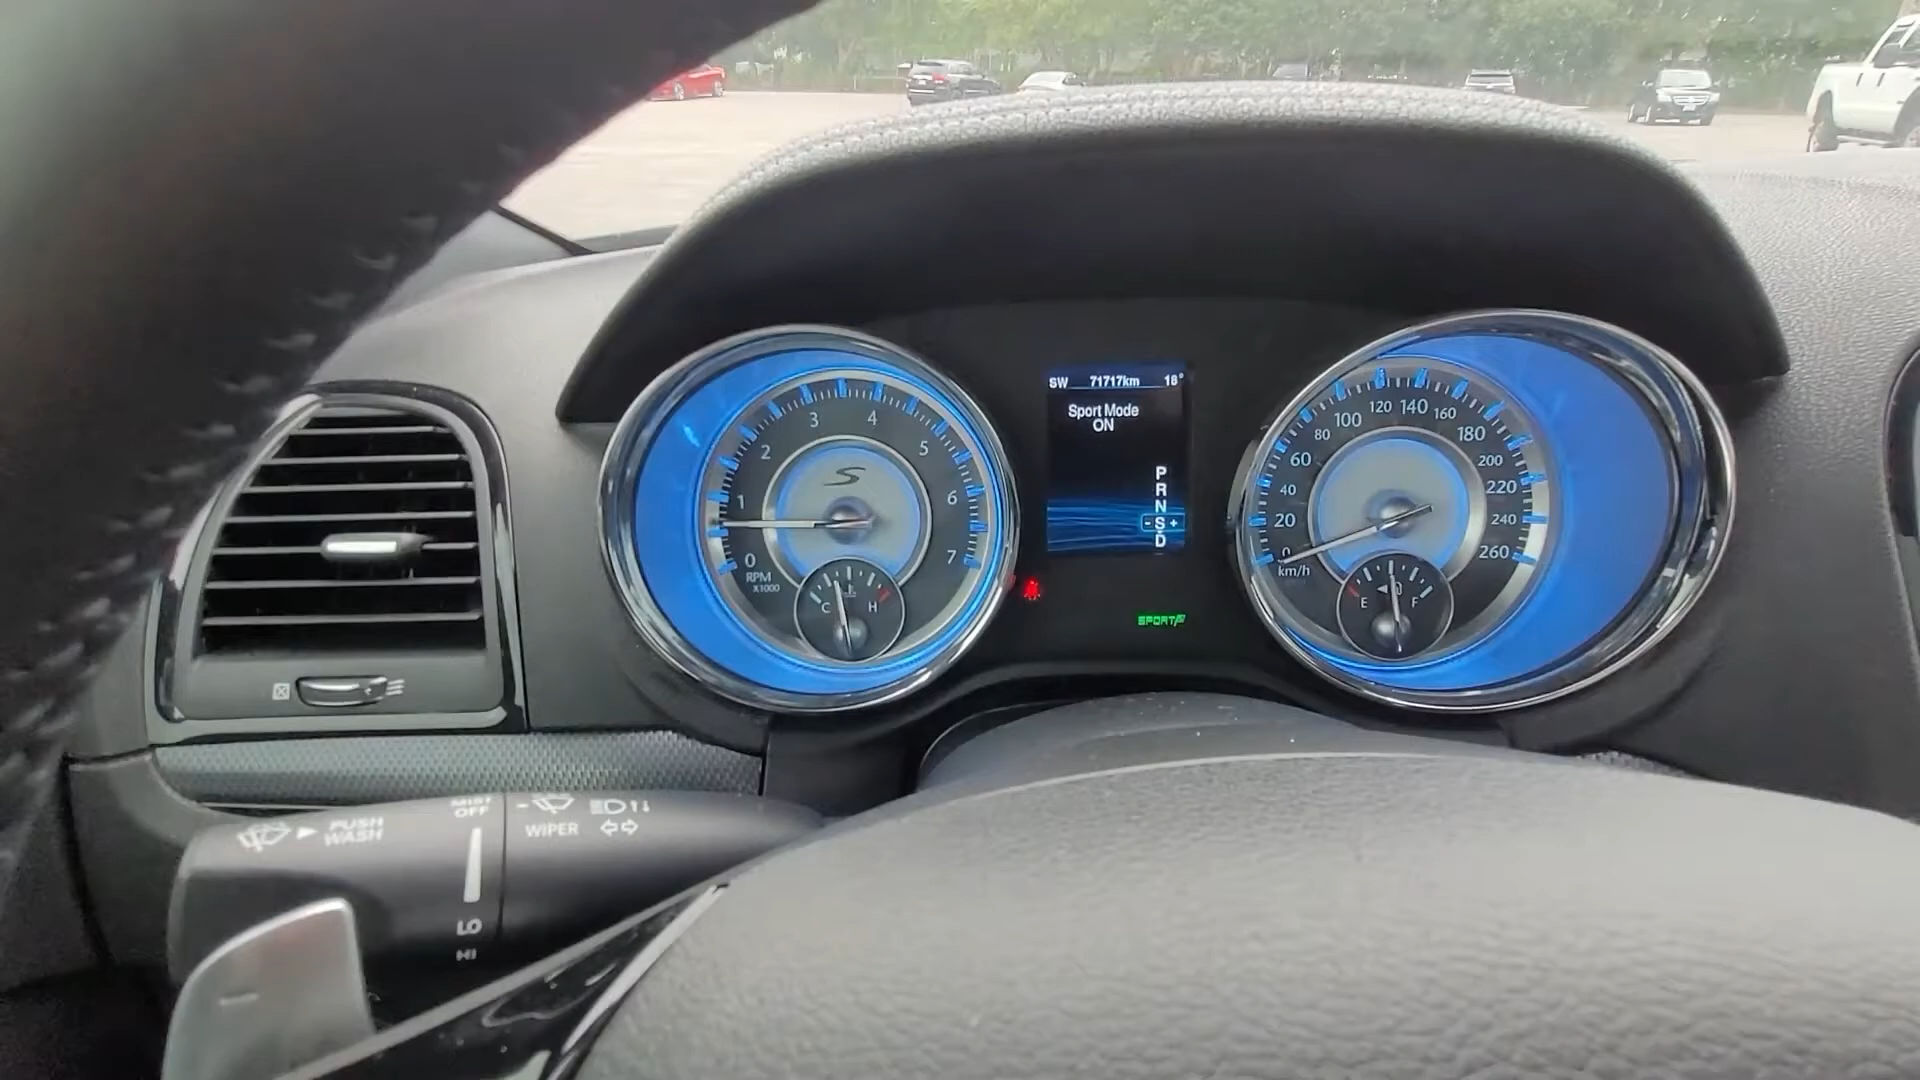 SW 71717km 18°
Sport Mode
ON
P
R
N
- S +
D
0
1
2
3
4
5
6
7
RPM
X1000
S
C H
0
20
40
60
80
100
120
140
160
180
200
220
240
260
km/h
E F
SPORT
PUSH
WASH
MIST
OFF
LO
HI
WIPER
-